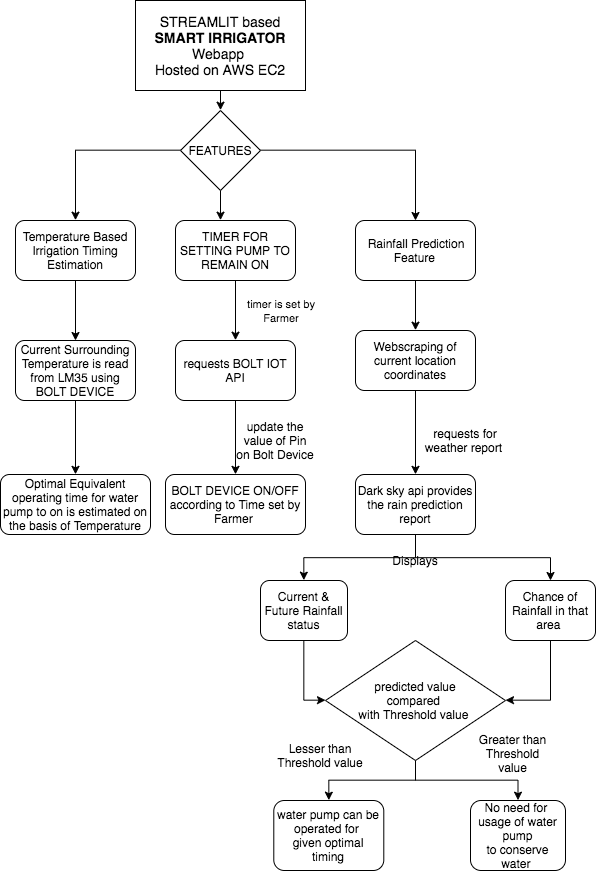 STREAMLIT based
SMART IRRIGATOR
Webapp
Hosted on AWS EC2
FEATURES
Temperature Based
Irrigation Timing
Estimation
TIMER FOR
SETTING PUMP TO
REMAIN ON
Rainfall Prediction
Feature
timer is set by
Farmer
Current Surrounding
Temperature is read
from LM35 using
BOLT DEVICE
requests BOLT IOT
API
Webscraping of
current location
coordinates
update the
value of Pin
on Bolt Device
requests for
weather report
Optimal Equivalent
operating time for water
pump to on is estimated on
the basis of Temperature
BOLT DEVICE ON/OFF
according to Time set by
Farmer
Dark sky api provides
the rain prediction
report
Displays
Current &
Future Rainfall
status
Chance of
Rainfall in that
area
predicted value
compared
with Threshold value
Lesser than
Threshold value
Greater than
Threshold
value
water pump can be
operated for
given optimal
timing
No need for
usage of water
pump
to conserve
water